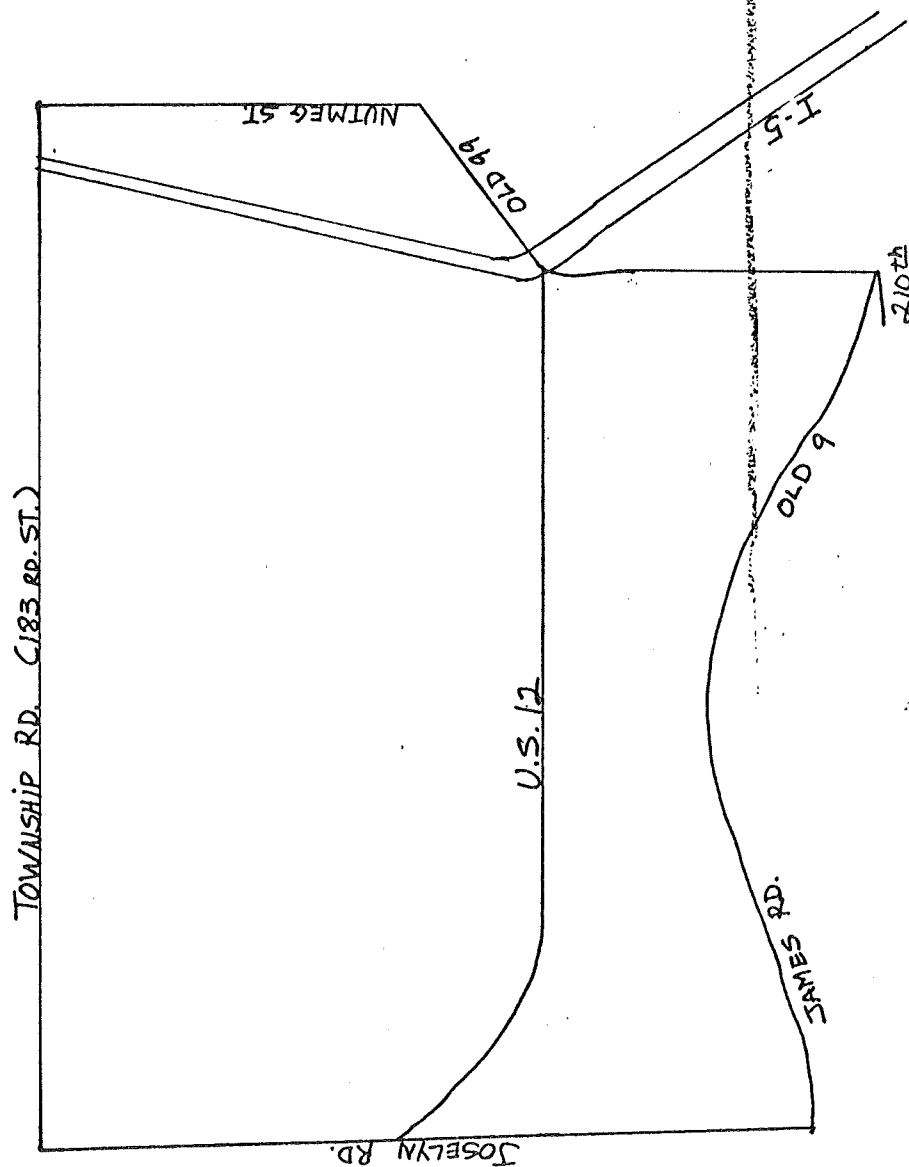 TOWNSHIP RD. (183 RD. ST.)
NUTMEG ST.
OLD 99
I-5
U.S. 12
OLD 9
210th
JAMES RD.
JOSELYN RD.